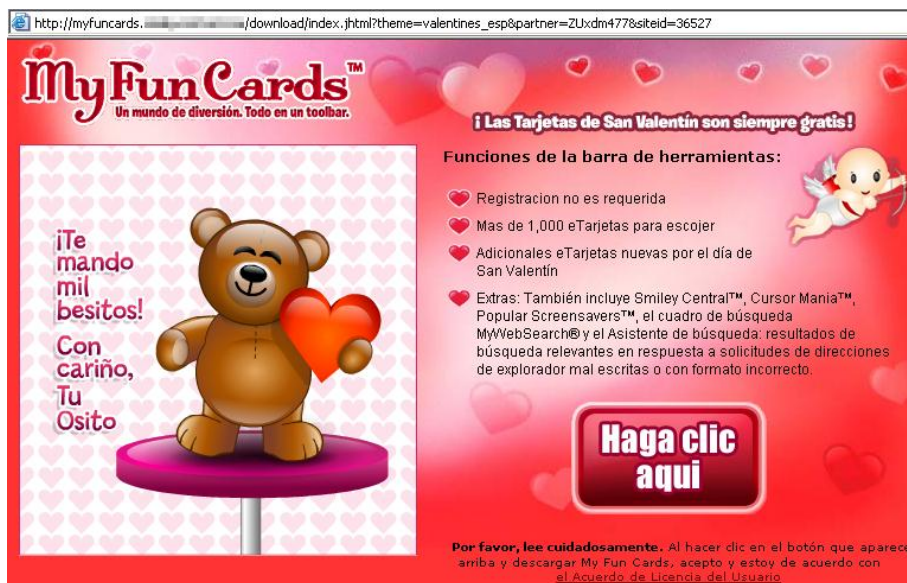 http://myfuncards. /download/index.jhtml?theme=valentines_esp&partner=ZUxdm477&siteid=36527
MyFunCards™
Un mundo de diversión. Todo en un toolbar.
¡Las Tarjetas de San Valentín son siempre gratis!
¡Te
mando
mil
besitos!
Con
cariño,
Tu
Osito
Funciones de la barra de herramientas:
Registracion no es requerida
Mas de 1,000 eTarjetas para escojer
Adicionales eTarjetas nuevas por el día de
San Valentín
Extras: También incluye Smiley Central™, Cursor Mania™,
Popular Screensavers™, el cuadro de búsqueda
MyWebSearch® y el Asistente de búsqueda: resultados de
búsqueda relevantes en respuesta a solicitudes de direcciones
de explorador mal escritas o con formato incorrecto.
Haga clic
aqui
Por favor, lee cuidadosamente. Al hacer clic en el botón que aparece
arriba y descargar My Fun Cards, acepto y estoy de acuerdo con
el Acuerdo de Licencia del Usuario